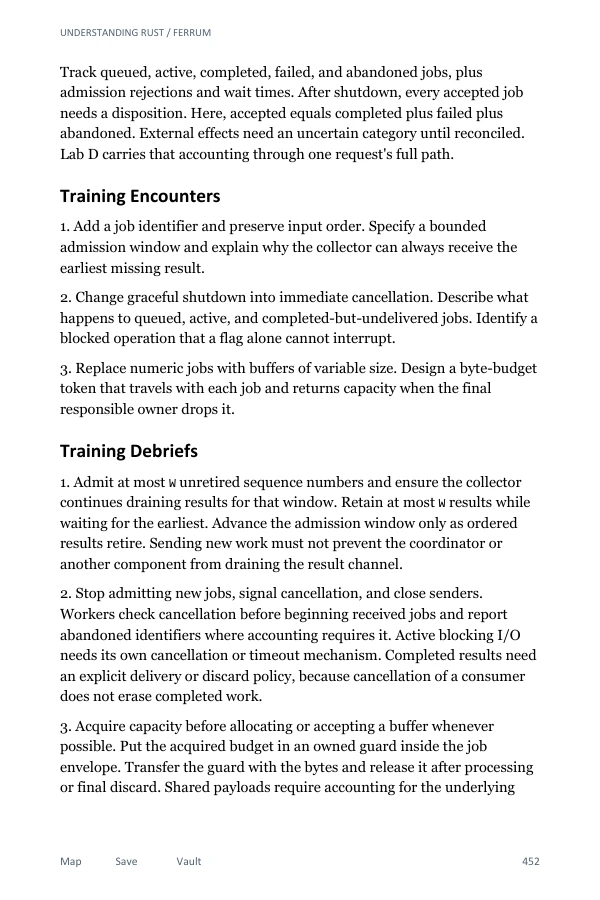 UNDERSTANDING RUST / FERRUM
Track queued, active, completed, failed, and abandoned jobs, plus
admission rejections and wait times. After shutdown, every accepted job
needs a disposition. Here, accepted equals completed plus failed plus
abandoned. External effects need an uncertain category until reconciled.
Lab D carries that accounting through one request's full path.
Training Encounters
1. Add a job identifier and preserve input order. Specify a bounded
admission window and explain why the collector can always receive the
earliest missing result.
2. Change graceful shutdown into immediate cancellation. Describe what
happens to queued, active, and completed-but-undelivered jobs. Identify a
blocked operation that a flag alone cannot interrupt.
3. Replace numeric jobs with buffers of variable size. Design a byte-budget
token that travels with each job and returns capacity when the final
responsible owner drops it.
Training Debriefs
1. Admit at most W unretired sequence numbers and ensure the collector
continues draining results for that window. Retain at most W results while
waiting for the earliest. Advance the admission window only as ordered
results retire. Sending new work must not prevent the coordinator or
another component from draining the result channel.
2. Stop admitting new jobs, signal cancellation, and close senders.
Workers check cancellation before beginning received jobs and report
abandoned identifiers where accounting requires it. Active blocking I/O
needs its own cancellation or timeout mechanism. Completed results need
an explicit delivery or discard policy, because cancellation of a consumer
does not erase completed work.
3. Acquire capacity before allocating or accepting a buffer whenever
possible. Put the acquired budget in an owned guard inside the job
envelope. Transfer the guard with the bytes and release it after processing
or final discard. Shared payloads require accounting for the underlying
Map Save Vault 452